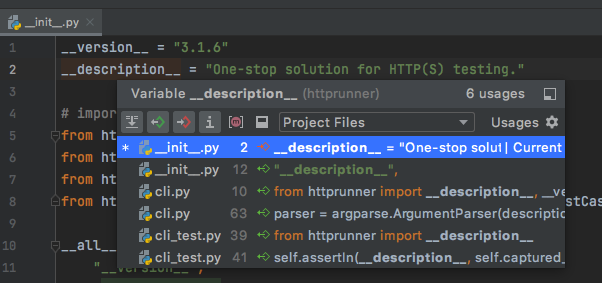 __init__.py
1 __version__ = "3.1.6"
2 __description__ = "One-stop solution for HTTP(S) testing."
Variable __description__ (httprunner) 6 usages
Project Files Usages
* __init__.py 2 __description__ = "One-stop solut | Current
__init__.py 12 "__description__",
cli.py 10 from httprunner import __description__, __ve
cli.py 63 parser = argparse.ArgumentParser(description
cli_test.py 39 from httprunner import __description__
cli_test.py 41 self.assertIn(__description__, self.captured_
4 # impor
5 from ht
6 from ht
7 from ht
8 from ht stCas
10 __all__
11 "__version__",